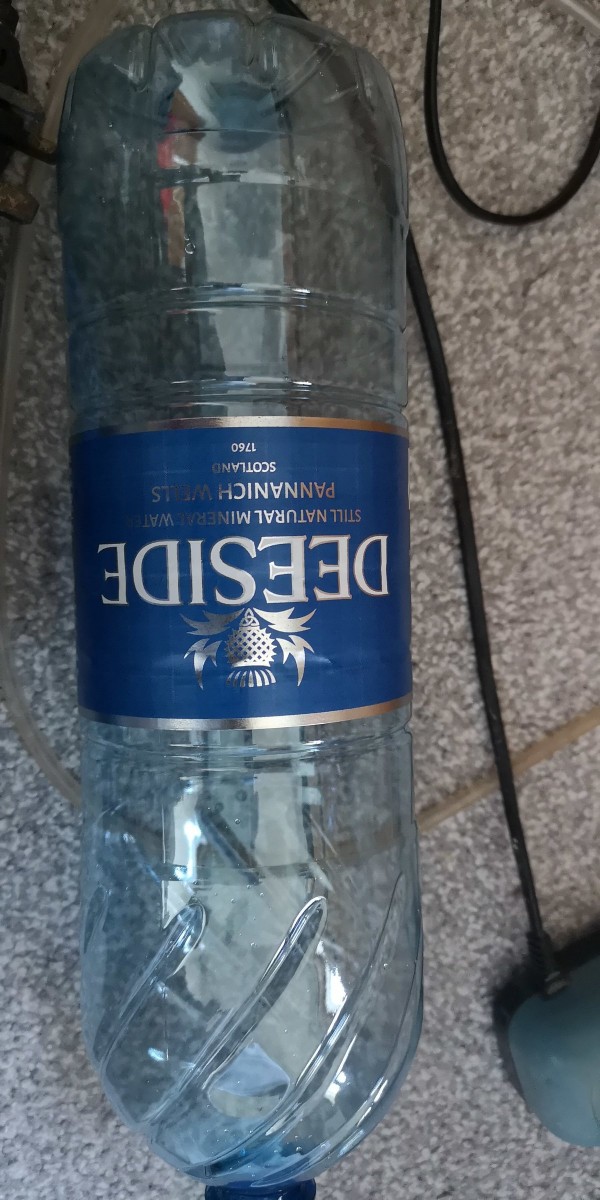 DEESIDE
STILL NATURAL MINERAL WATER
PANNANICH WELLS
SCOTLAND
1760